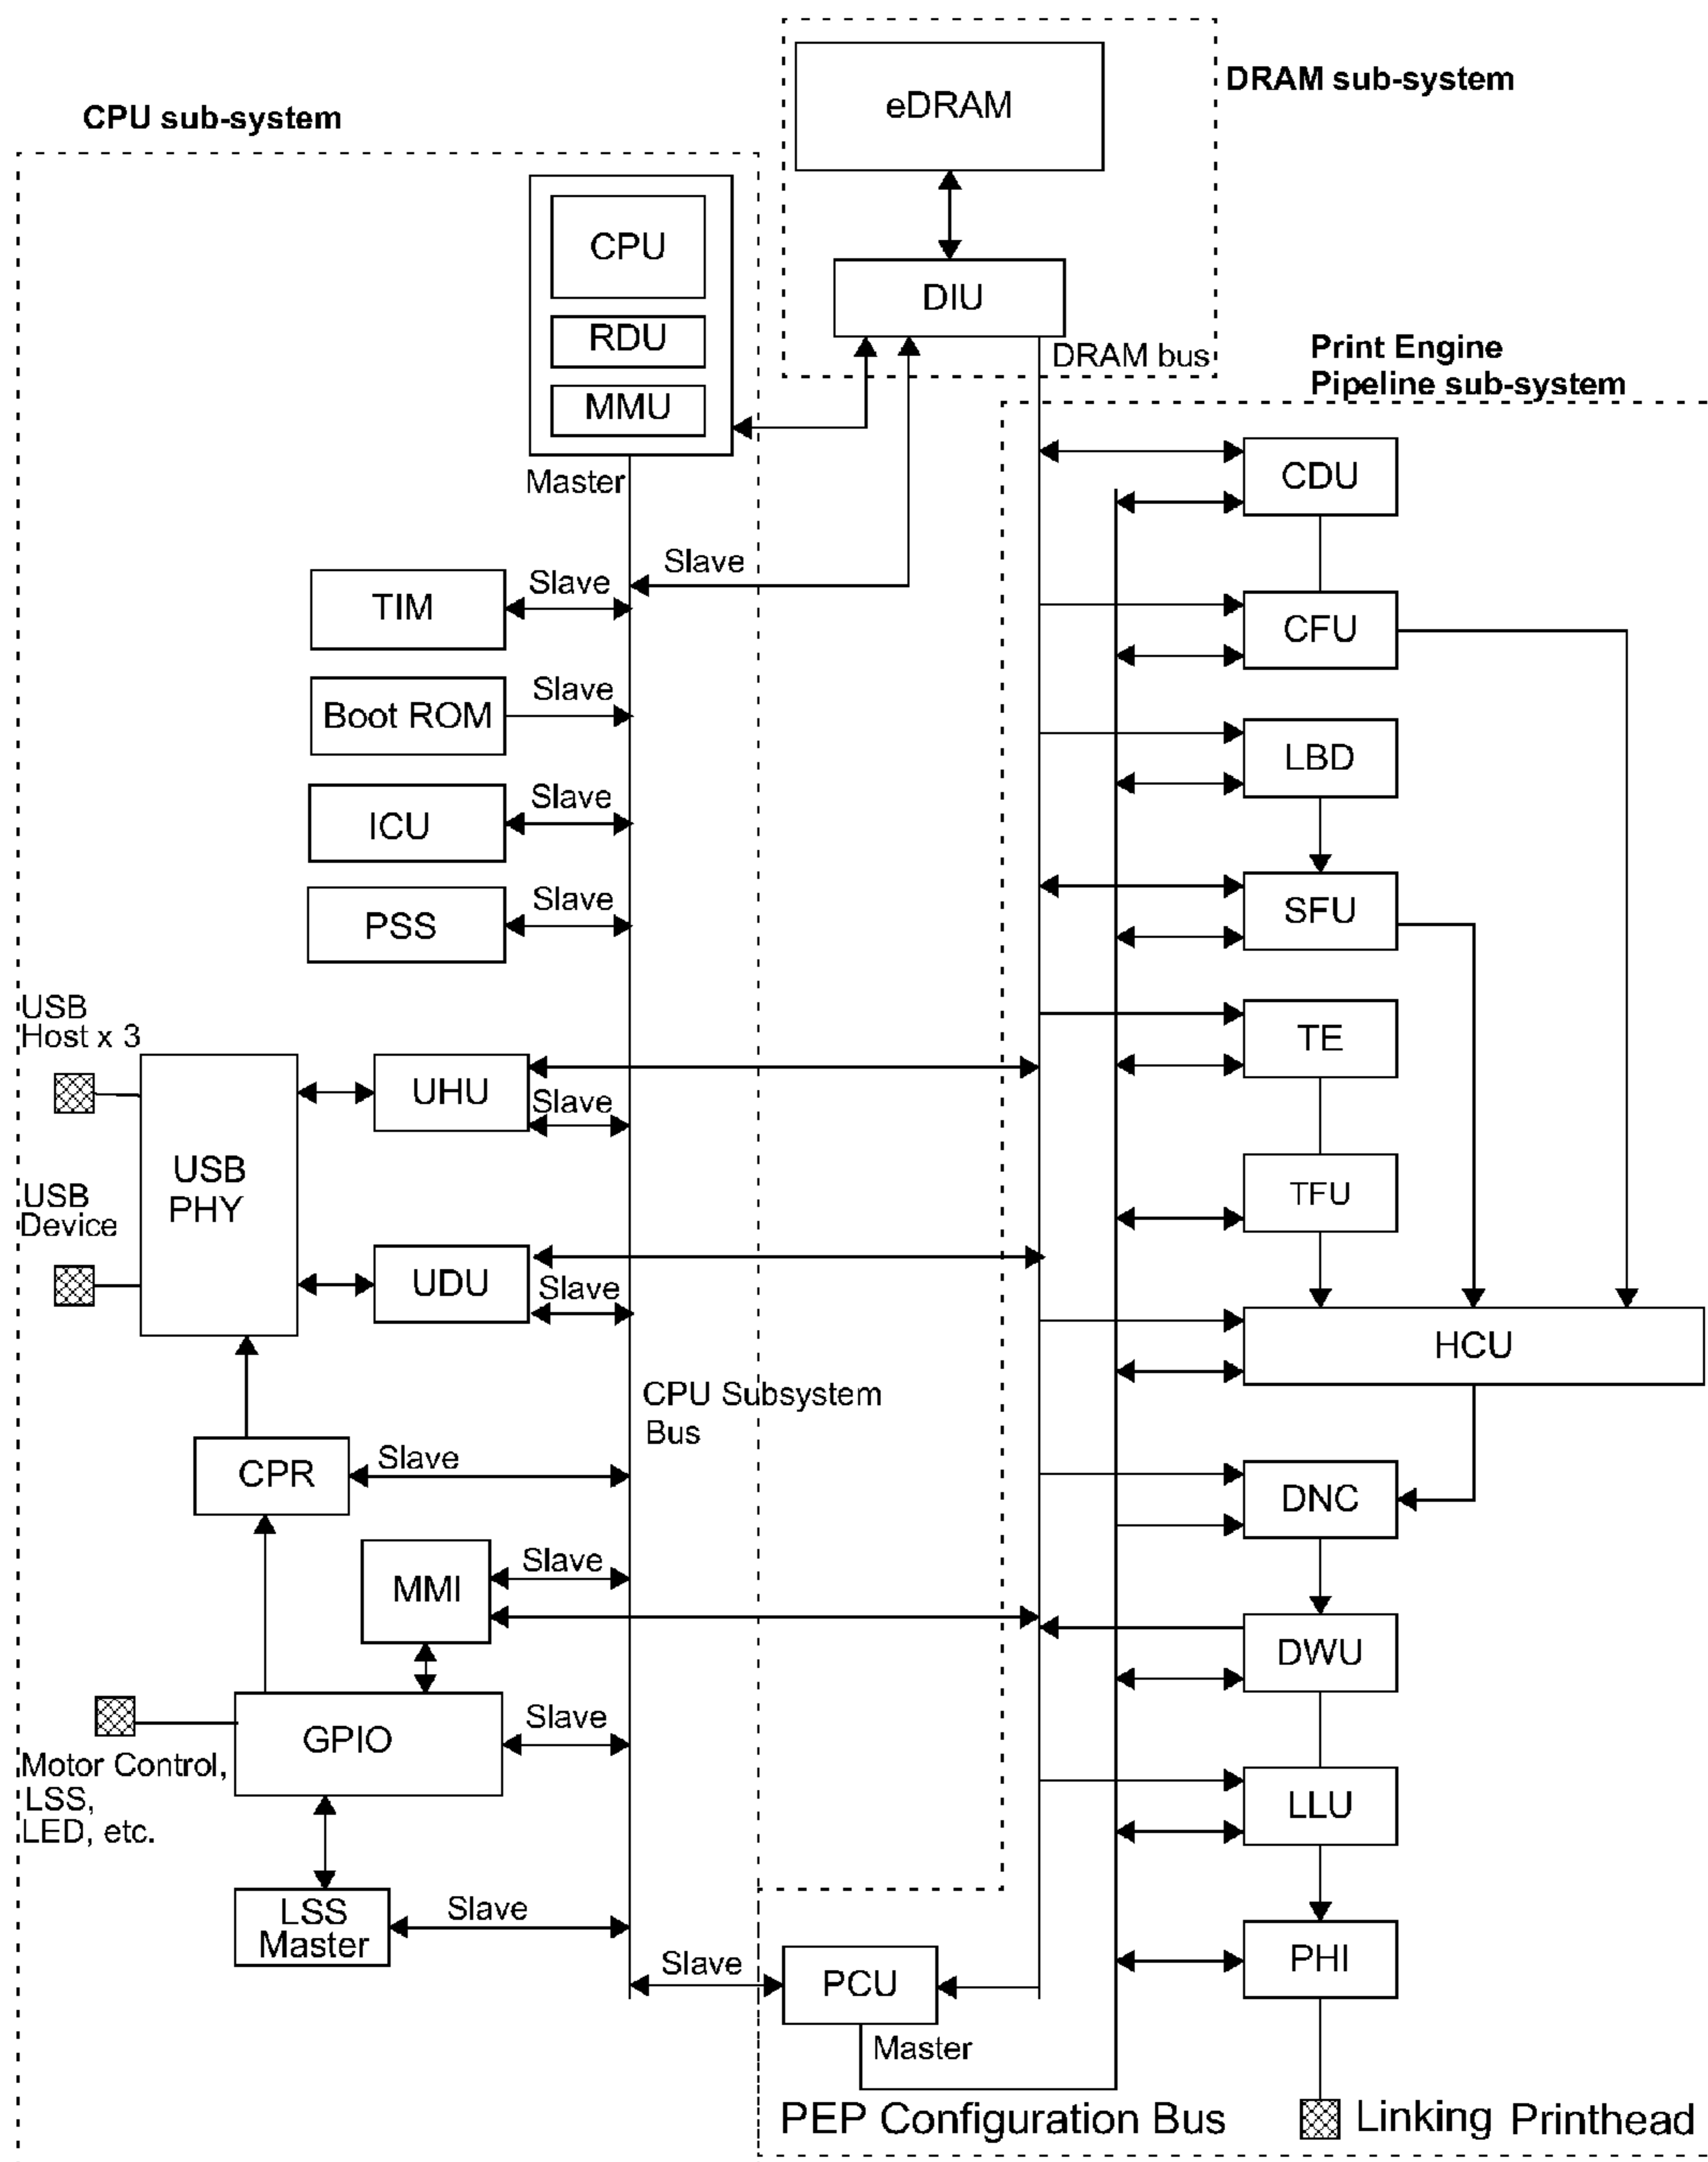 DRAM sub-system
eDRAM
CPU sub-system
CPU
DIU
RDU
DRAM bus
Print Engine
Pipeline sub-system
MMU
Master
CDU
Slave
Slave
TIM
CFU
Slave
Boot ROM
LBD
Slave
ICU
Slave
PSS
SFU
USB
Host x 3
TE
UHU
Slave
USB
PHY
USB
Device
TFU
UDU
Slave
HCU
CPU Subsystem
Bus
CPR
Slave
DNC
MMI
Slave
DWU
GPIO
Slave
Motor Control,
LSS,
LED, etc.
LLU
LSS
Master
Slave
Slave
PCU
PHI
Master
PEP Configuration Bus
Linking Printhead